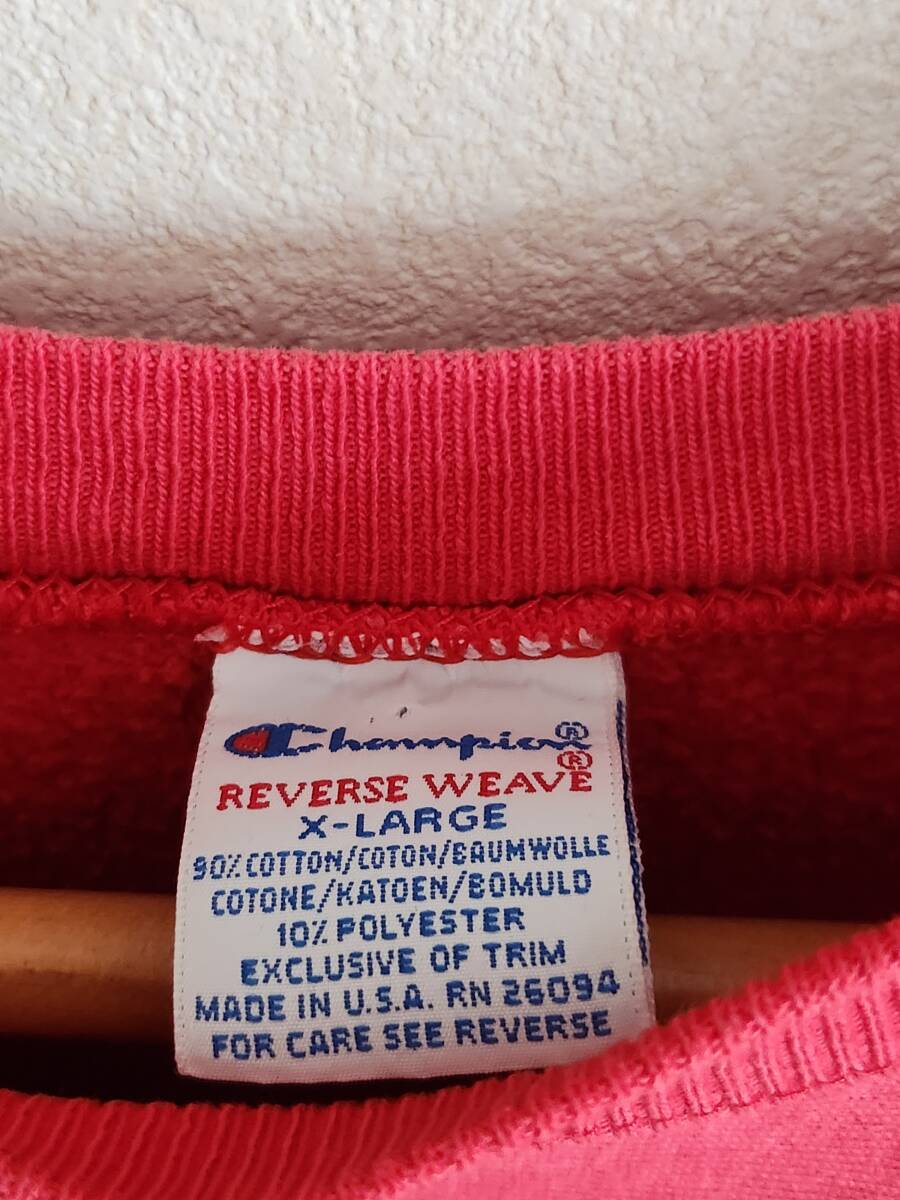 Champion®
REVERSE WEAVE®
X-LARGE
90% COTTON/COTON/BAUMWOLLE
COTONE/KATOEN/BOMULD
10% POLYESTER
EXCLUSIVE OF TRIM
MADE IN U.S.A. RN 26094
FOR CARE SEE REVERSE